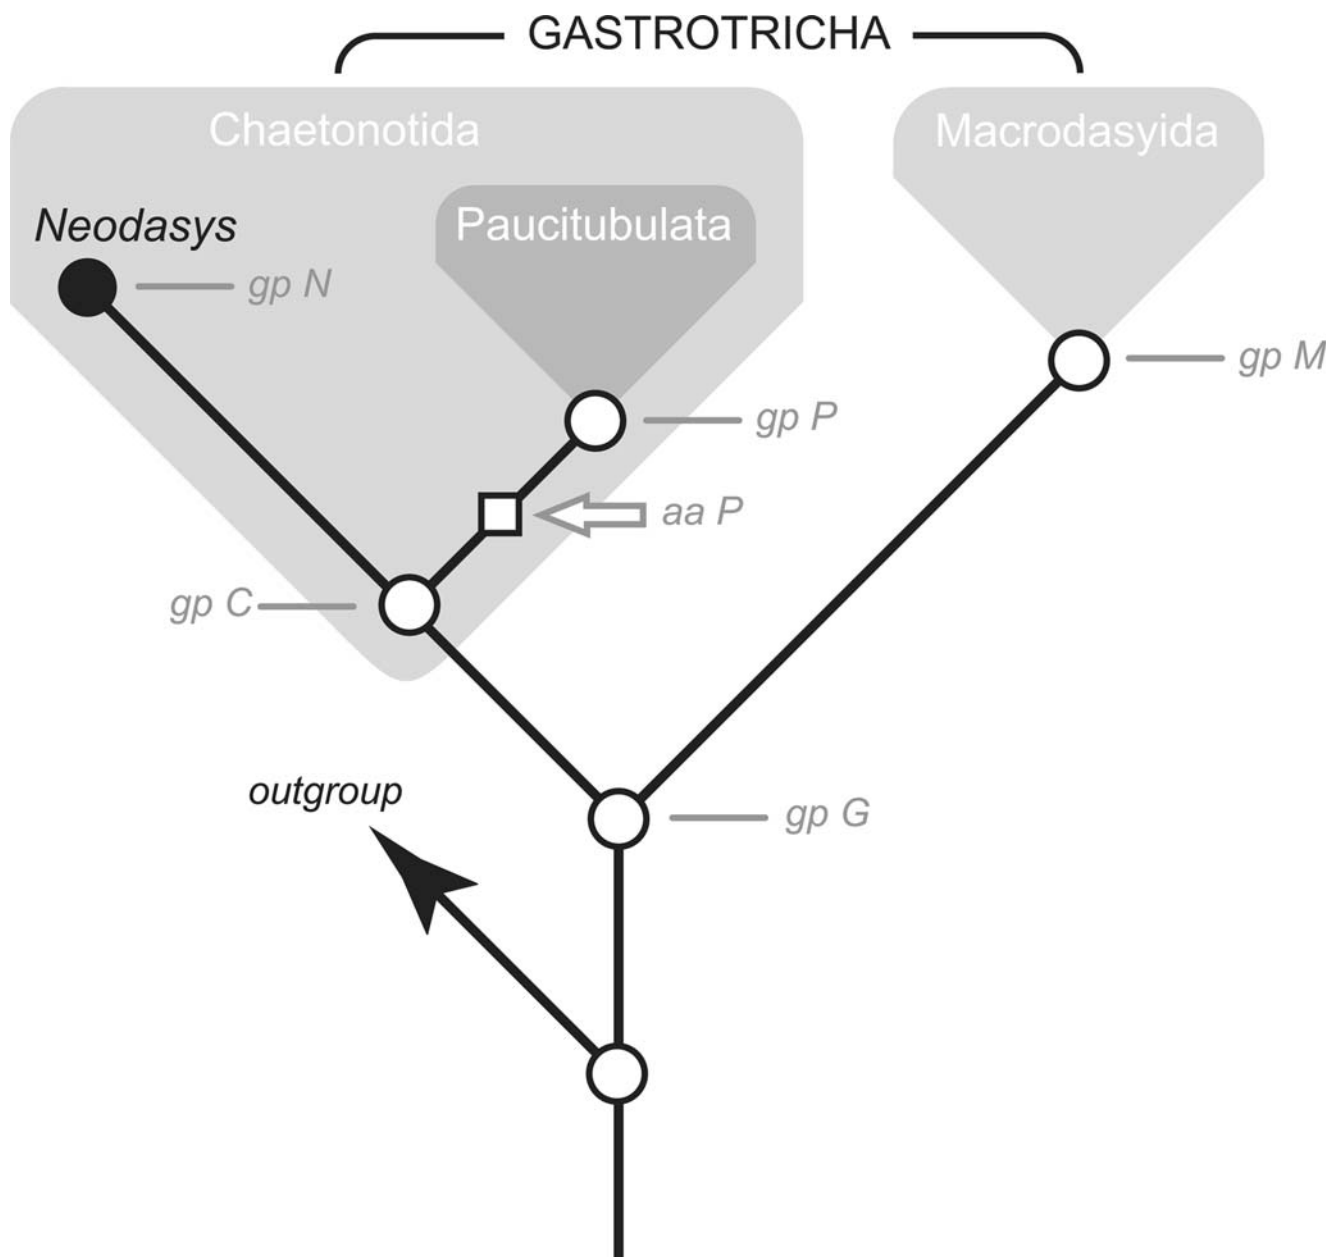 GASTROTRICHA
Chaetonotida
Macrodasyida
Paucitubulata
Neodasys
gp N
gp M
gp P
aa P
gp C
outgroup
gp G